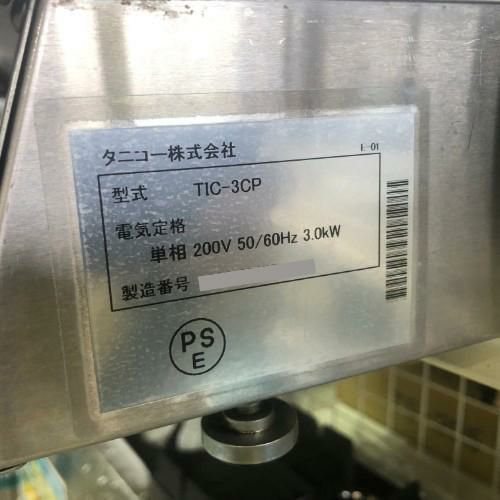 タニコー株式会社
E-01
型式 TIC-3CP
電気定格
単相 200V 50/60Hz 3.0kW
製造番号
PS
E